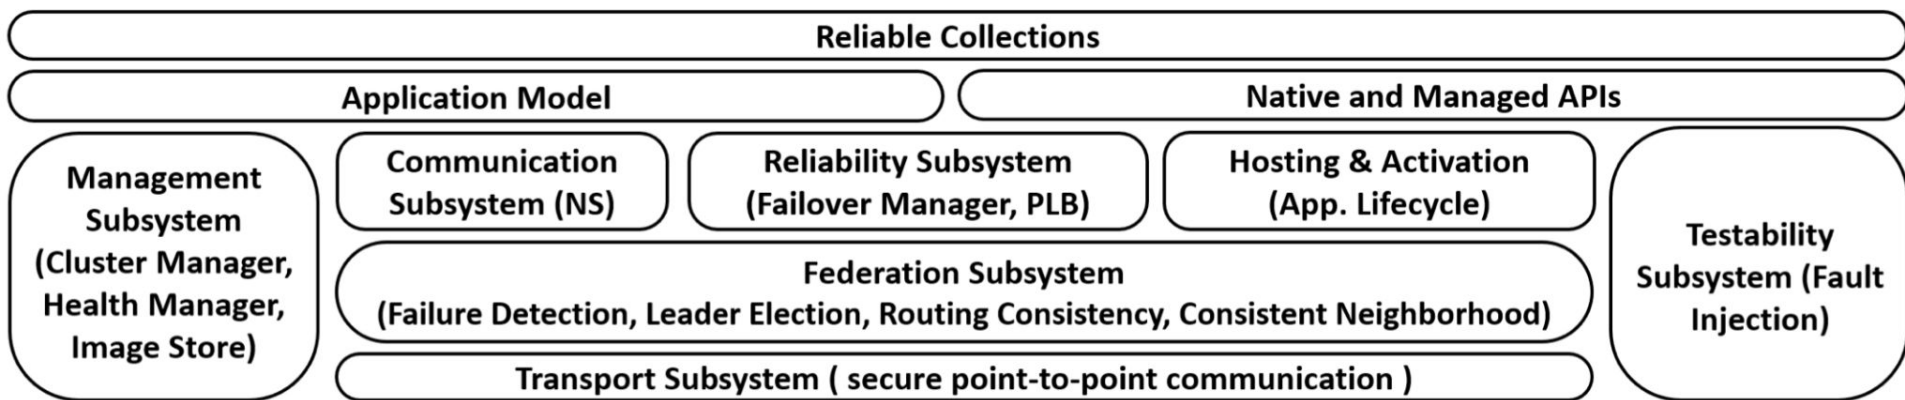 Reliable Collections
Application Model
Native and Managed APIs
Management
Subsystem
(Cluster Manager,
Health Manager,
Image Store)
Communication
Subsystem (NS)
Reliability Subsystem
(Failover Manager, PLB)
Hosting & Activation
(App. Lifecycle)
Federation Subsystem
(Failure Detection, Leader Election, Routing Consistency, Consistent Neighborhood)
Transport Subsystem ( secure point-to-point communication )
Testability
Subsystem (Fault
Injection)